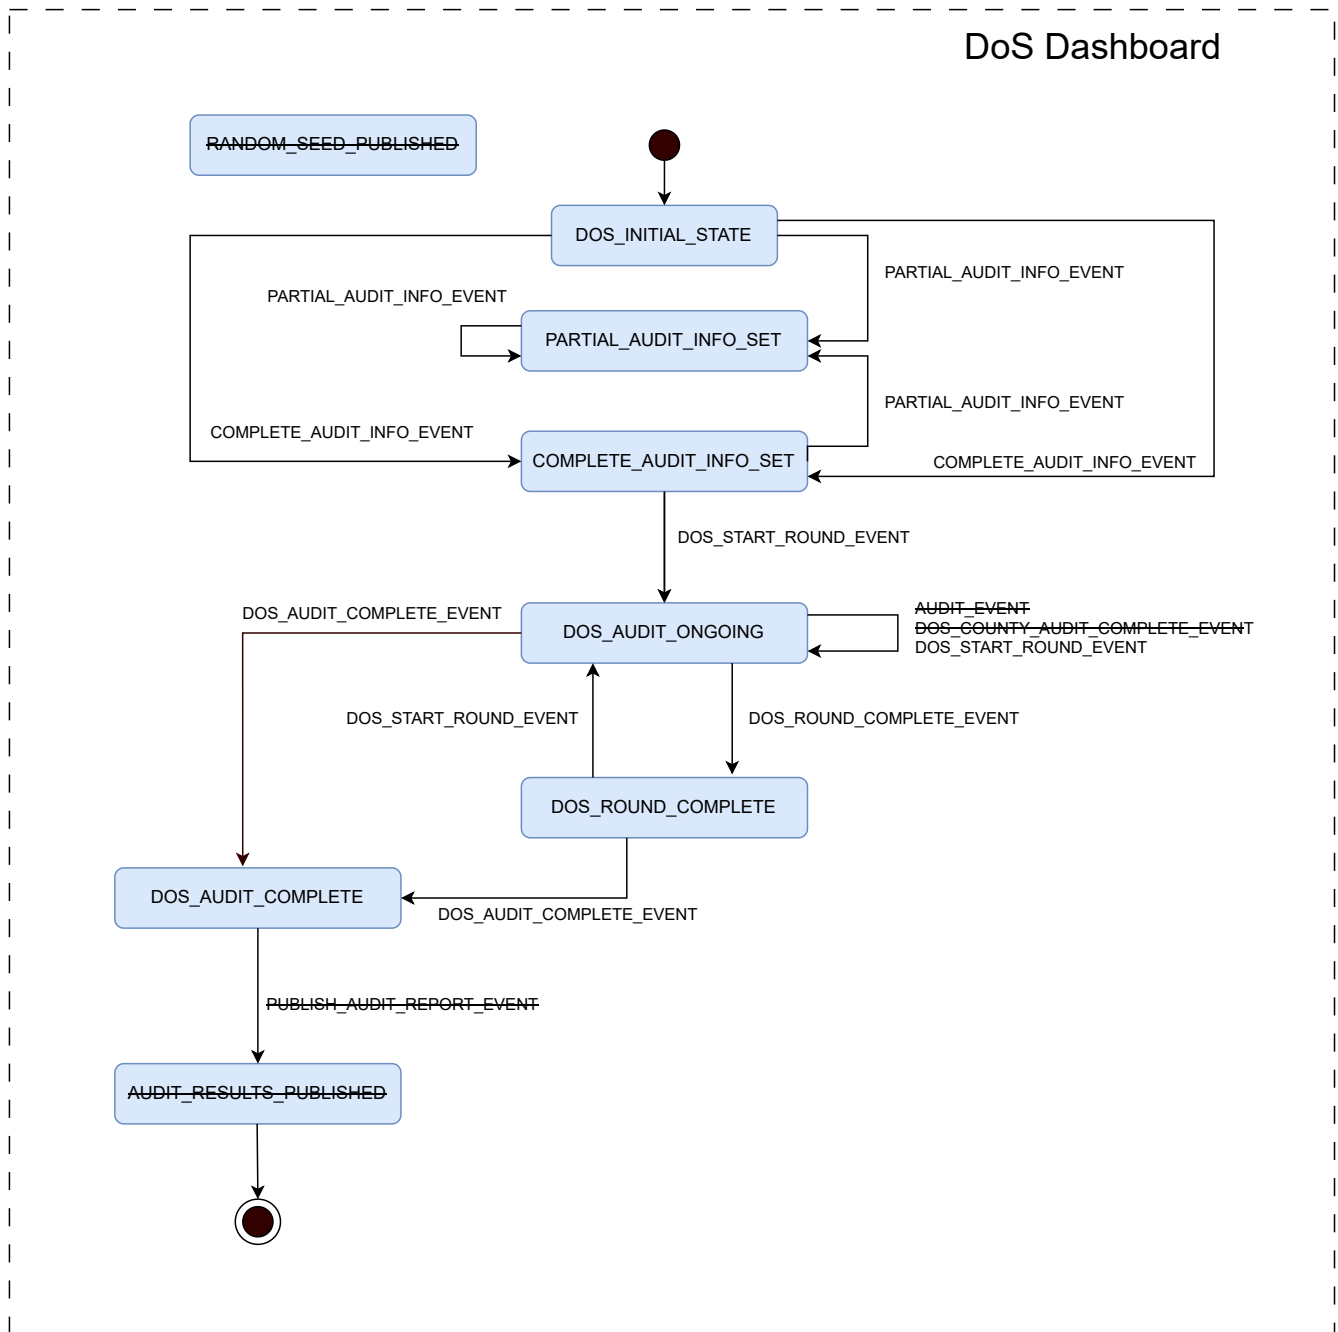 DoS Dashboard
RANDOM_SEED_PUBLISHED
DOS_INITIAL_STATE
PARTIAL_AUDIT_INFO_EVENT
PARTIAL_AUDIT_INFO_EVENT
PARTIAL_AUDIT_INFO_SET
PARTIAL_AUDIT_INFO_EVENT
COMPLETE_AUDIT_INFO_EVENT
COMPLETE_AUDIT_INFO_SET
COMPLETE_AUDIT_INFO_EVENT
DOS_START_ROUND_EVENT
DOS_AUDIT_COMPLETE_EVENT
DOS_AUDIT_ONGOING
AUDIT_EVENT
DOS_COUNTY_AUDIT_COMPLETE_EVENT
DOS_START_ROUND_EVENT
DOS_START_ROUND_EVENT
DOS_ROUND_COMPLETE_EVENT
DOS_ROUND_COMPLETE
DOS_AUDIT_COMPLETE
DOS_AUDIT_COMPLETE_EVENT
PUBLISH_AUDIT_REPORT_EVENT
AUDIT_RESULTS_PUBLISHED